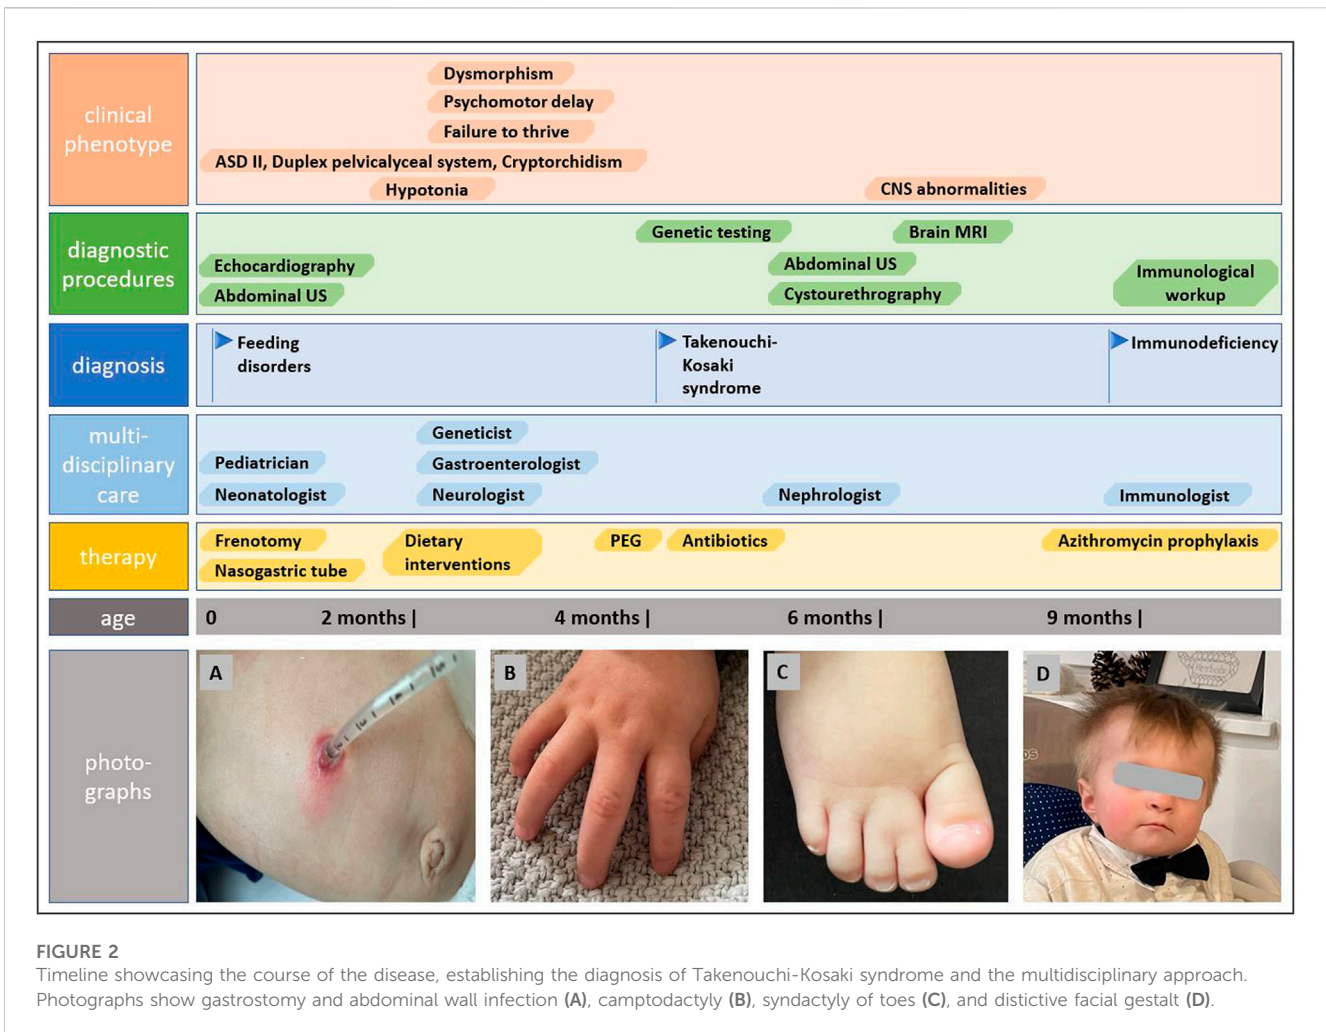 clinical
phenotype
Dysmorphism
Psychomotor delay
Failure to thrive
ASD II, Duplex pelvicalyceal system, Cryptorchidism
Hypotonia
CNS abnormalities
diagnostic
procedures
Genetic testing
Brain MRI
Echocardiography
Abdominal US
Abdominal US
Cystourethrography
Immunological
workup
diagnosis
Feeding
disorders
Takenouchi-
Kosaki
syndrome
Immunodeficiency
multi-
disciplinary
care
Geneticist
Pediatrician
Gastroenterologist
Neonatologist
Neurologist
Nephrologist
Immunologist
therapy
Frenotomy
Nasogastric tube
Dietary
interventions
PEG
Antibiotics
Azithromycin prophylaxis
age
0
2 months |
4 months |
6 months |
9 months |
photo-
graphs
A
B
C
D
FIGURE 2
Timeline showcasing the course of the disease, establishing the diagnosis of Takenouchi-Kosaki syndrome and the multidisciplinary approach.
Photographs show gastrostomy and abdominal wall infection (A), camptodactyly (B), syndactyly of toes (C), and distictive facial gestalt (D).